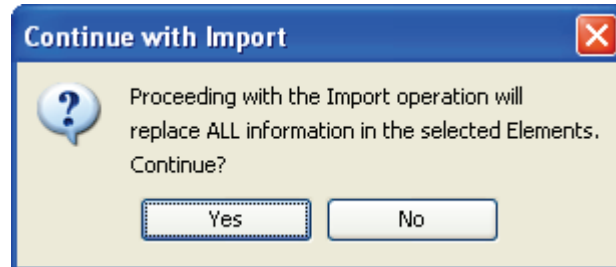 Continue with Import
Proceeding with the Import operation will
replace ALL information in the selected Elements.
Continue?
Yes No